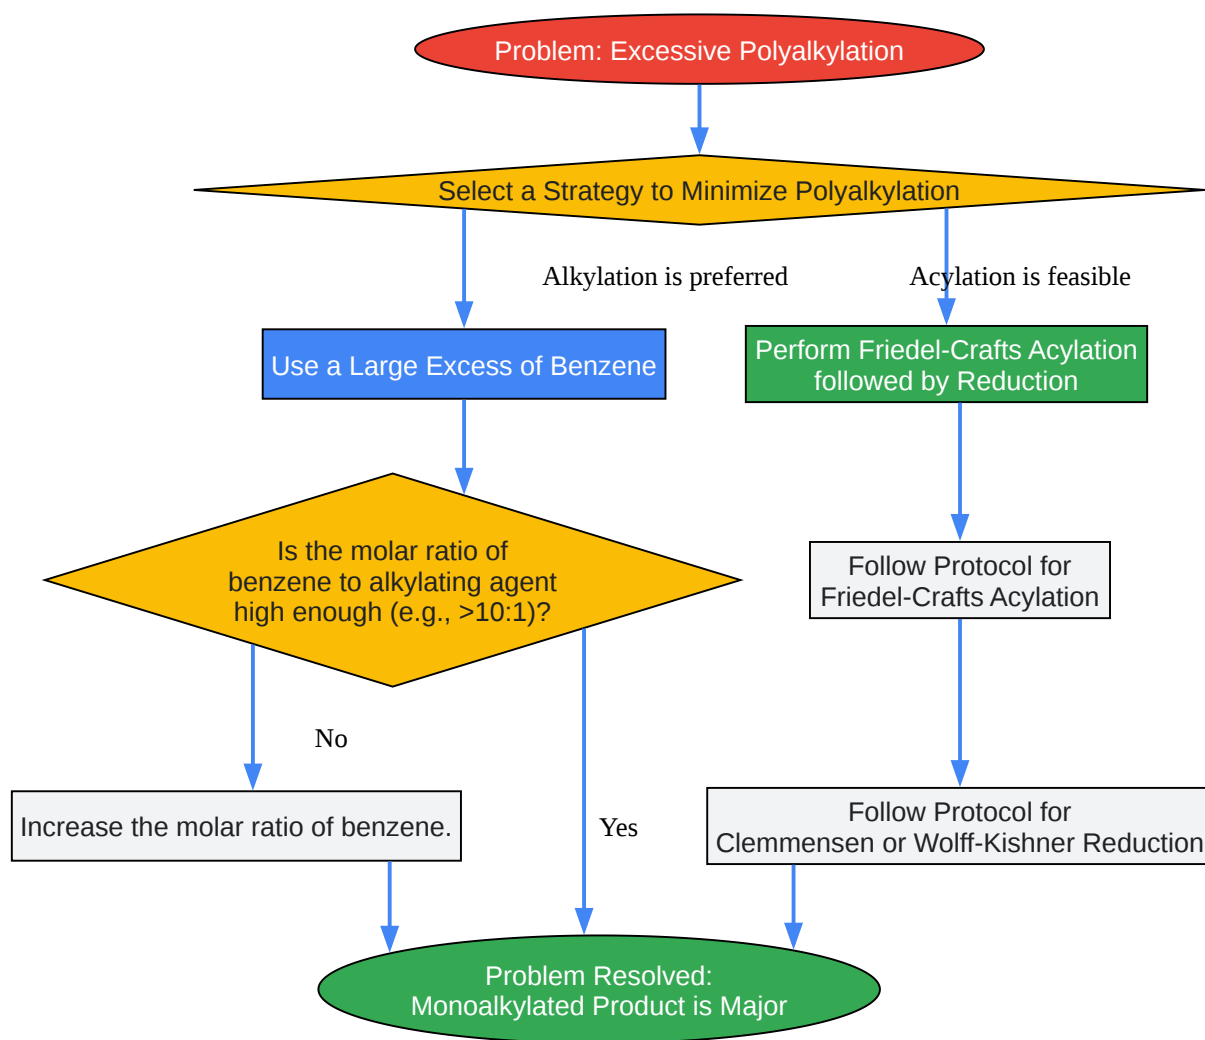 Problem: Excessive Polyalkylation
Select a Strategy to Minimize Polyalkylation
Alkylation is preferred
Acylation is feasible
Use a Large Excess of Benzene
Perform Friedel-Crafts Acylation
followed by Reduction
Is the molar ratio of
benzene to alkylating agent
high enough (e.g., >10:1)?
Follow Protocol for
Friedel-Crafts Acylation
No
Yes
Increase the molar ratio of benzene.
Follow Protocol for
Clemmensen or Wolff-Kishner Reduction
Problem Resolved:
Monoalkylated Product is Major